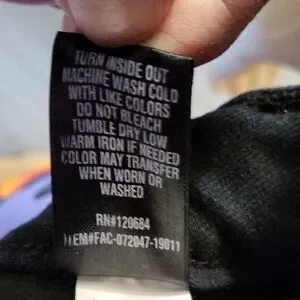 TURN INSIDE OUT
MACHINE WASH COLD
WITH LIKE COLORS
DO NOT BLEACH
TUMBLE DRY LOW
WARM IRON IF NEEDED
COLOR MAY TRANSFER
WHEN WORN OR
WASHED
RN#120684
ITEM#FAC-072047-19011